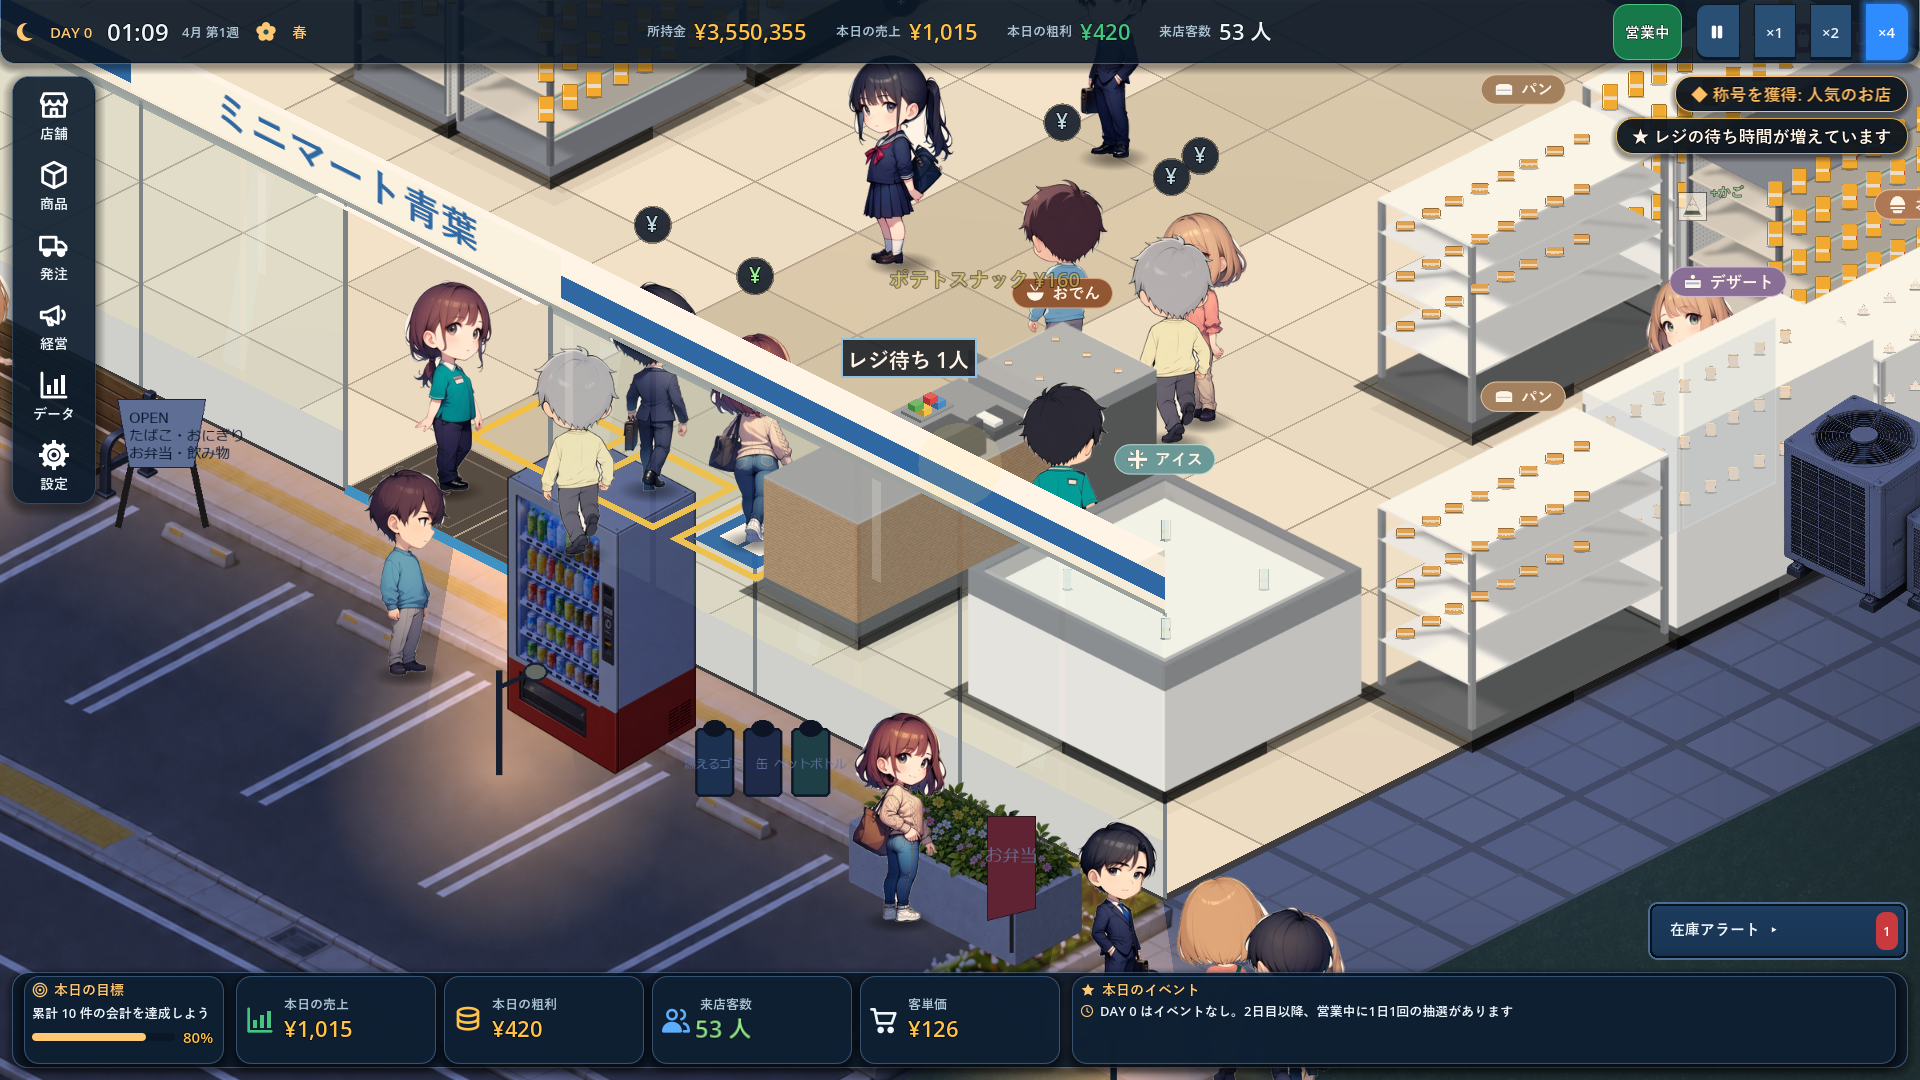 DAY 0 01:09 4月 第1週 春
所持金 ¥3,550,355 本日の売上 ¥1,015 本日の粗利 ¥420 来店客数 53 人
営業中 ×1 ×2 ×4
◆ 称号を獲得: 人気のお店
★ レジの待ち時間が増えています
店舗
商品
発注
経営
データ
設定
ミニマート青葉
パン
¥
¥
¥
¥
¥
+かご
デザート
ポテトスナック ¥160
おでん
レジ待ち 1人
パン
アイス
OPEN
たばこ・おにぎり
お弁当・飲み物
えるゴミ
缶
ペットボトル
お弁当
在庫アラート ▸ 1
本日の目標
累計 10 件の会計を達成しよう
80%
本日の売上
¥1,015
本日の粗利
¥420
来店客数
53 人
客単価
¥126
★ 本日のイベント
DAY 0 はイベントなし。2日目以降、営業中に1日1回の抽選があります